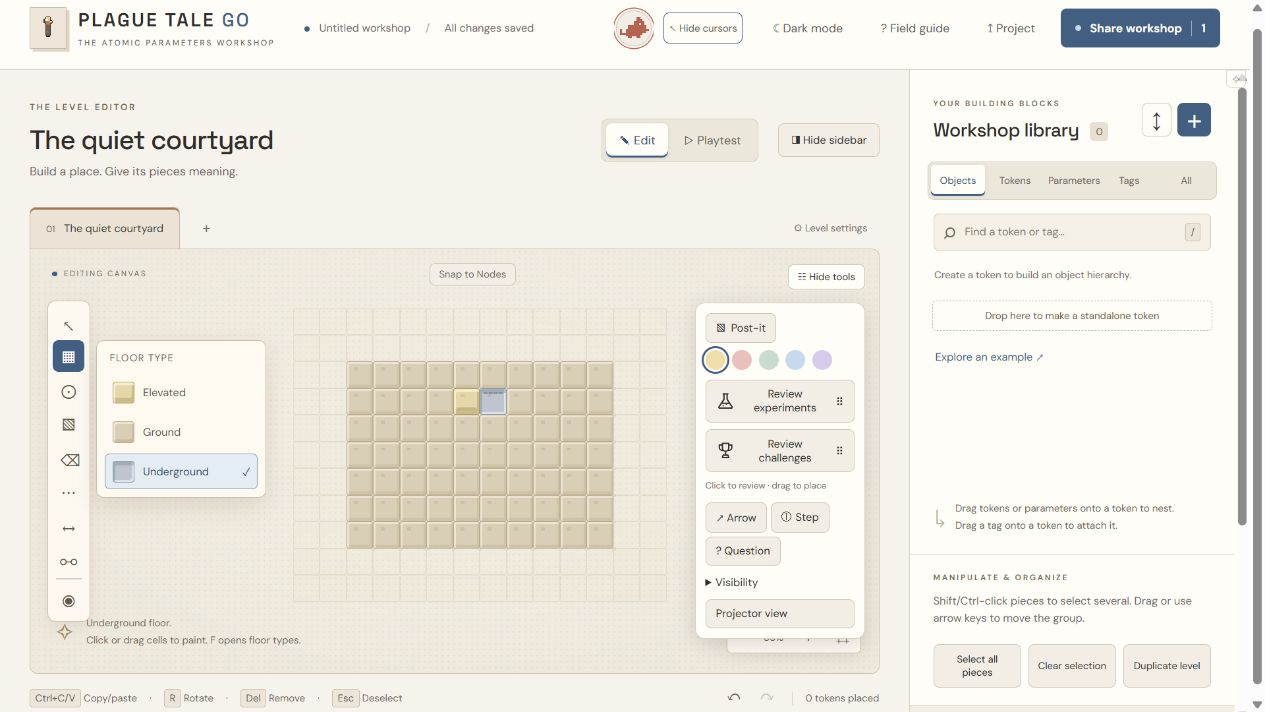 PLAGUE TALE GO
THE ATOMIC PARAMETERS WORKSHOP
Untitled workshop / All changes saved
Hide cursors
Dark mode
? Field guide
Project
Share workshop 1
THE LEVEL EDITOR
The quiet courtyard
Build a place. Give its pieces meaning.
Edit
Playtest
Hide sidebar
01 The quiet courtyard
+
Level settings
EDITING CANVAS
Snap to Nodes
Hide tools
FLOOR TYPE
Elevated
Ground
Underground ✓
Post-it
Review
experiments
Review
challenges
Click to review · drag to place
Arrow
Step
? Question
Visibility
Projector view
Underground floor.
Click or drag cells to paint. F opens floor types.
Ctrl+C/V Copy/paste · R Rotate · Del Remove · Esc Deselect
0 tokens placed
YOUR BUILDING BLOCKS
Workshop library 0
+
Objects Tokens Parameters Tags All
Find a token or tag... /
Create a token to build an object hierarchy.
Drop here to make a standalone token
Explore an example ↗
Drag tokens or parameters onto a token to nest.
Drag a tag onto a token to attach it.
MANIPULATE & ORGANIZE
Shift/Ctrl-click pieces to select several. Drag or use
arrow keys to move the group.
Select all
pieces
Clear selection
Duplicate level